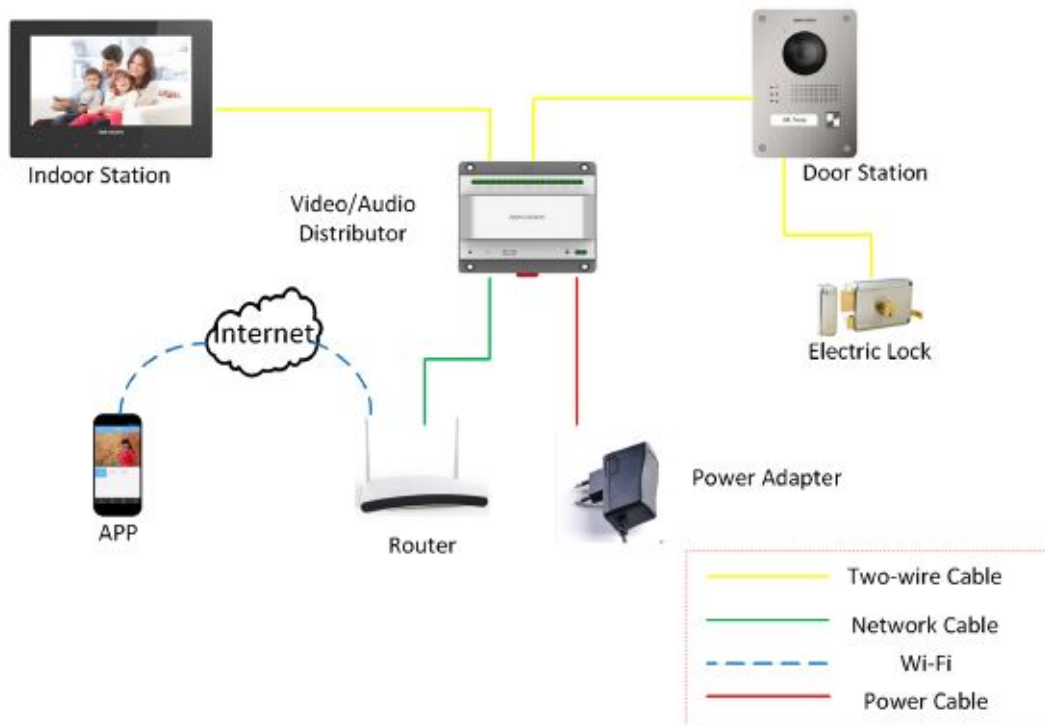 Indoor Station
Video/Audio
Distributor
Door Station
Electric Lock
Internet
APP
Router
Power Adapter
Two-wire Cable
Network Cable
Wi-Fi
Power Cable